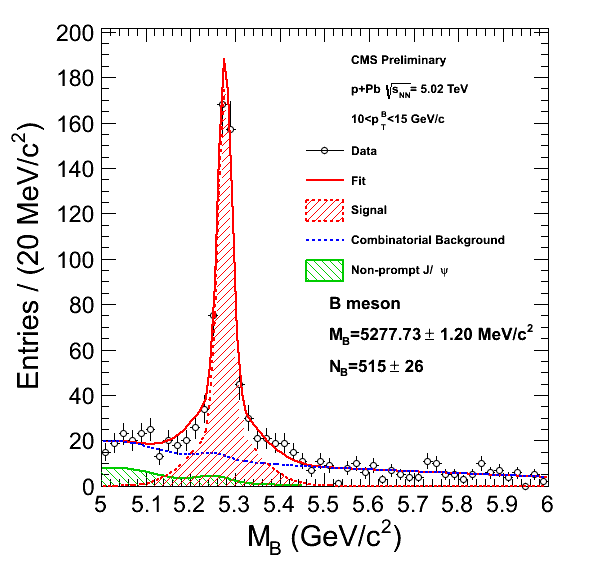 200
180
160
140
120
100
80
60
40
20
0
Entries / (20 MeV/c²)
CMS Preliminary
p+Pb √sNN= 5.02 TeV
10<pTB<15 GeV/c
Data
Fit
Signal
Combinatorial Background
Non-prompt J/ ψ
B meson
MB=5277.73 ± 1.20 MeV/c²
NB=515 ± 26
5 5.1 5.2 5.3 5.4 5.5 5.6 5.7 5.8 5.9 6
MB (GeV/c²)